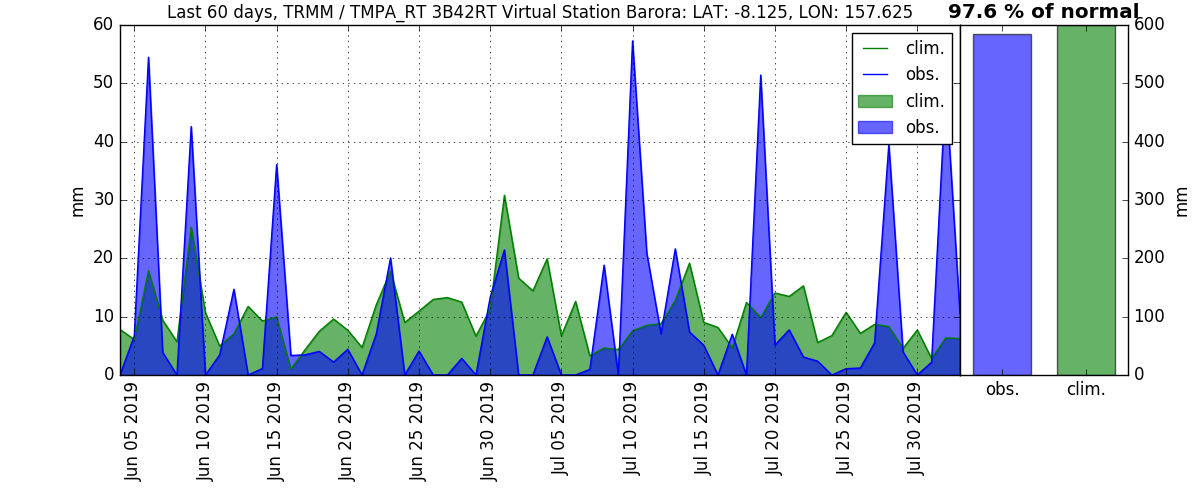 Last 60 days, TRMM / TMPA_RT 3B42RT Virtual Station Barora: LAT: -8.125, LON: 157.625
97.6 % of normal
60
50
40
30
20
10
0
mm
clim.
obs.
clim.
obs.
600
500
400
300
200
100
0
mm
Jun 05 2019
Jun 10 2019
Jun 15 2019
Jun 20 2019
Jun 25 2019
Jun 30 2019
Jul 05 2019
Jul 10 2019
Jul 15 2019
Jul 20 2019
Jul 25 2019
Jul 30 2019
obs.
clim.